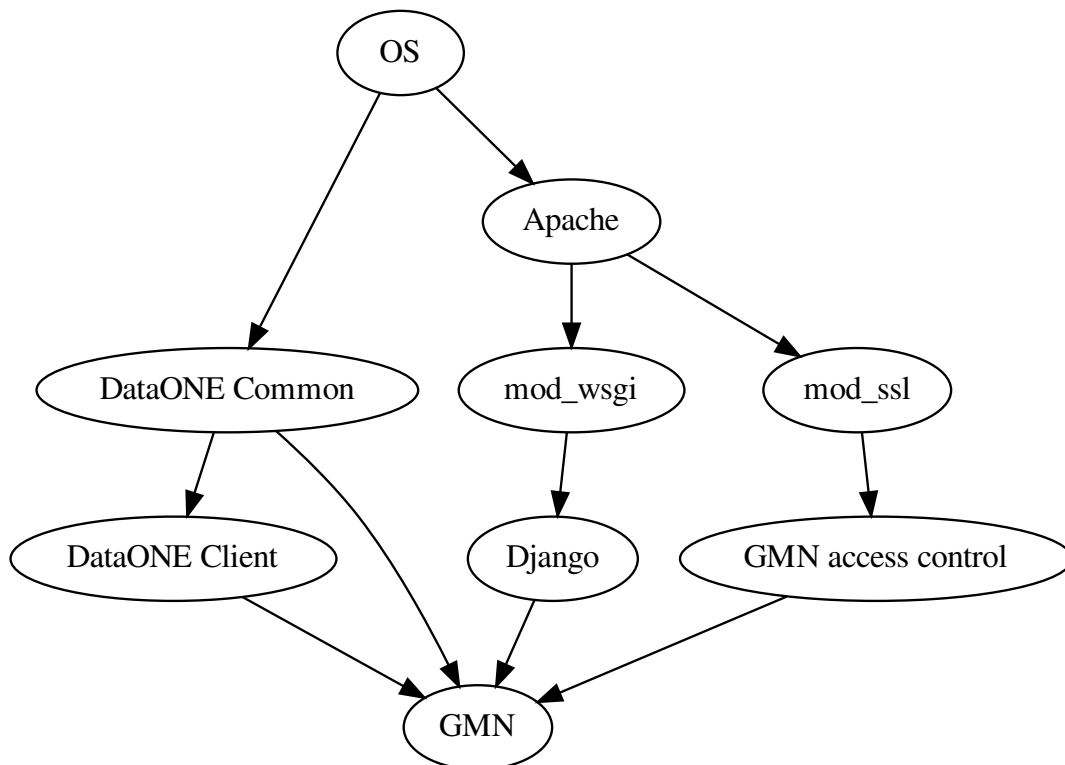 OS
Apache
DataONE Common
mod_wsgi
mod_ssl
DataONE Client
Django
GMN access control
GMN